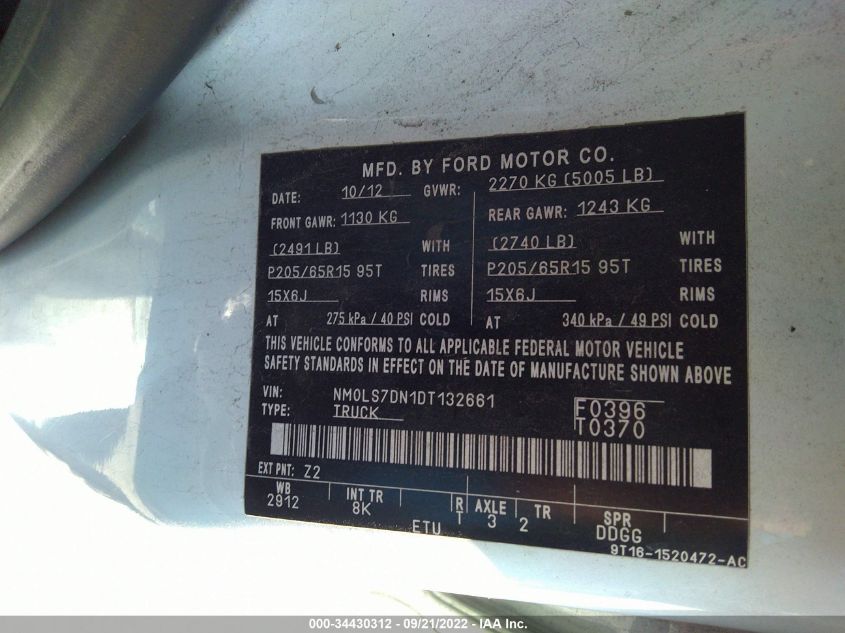 MFD. BY FORD MOTOR CO.
DATE: 10/12 GVWR: 2270 KG (5005 LB)
FRONT GAWR: 1130 KG REAR GAWR: 1243 KG
(2491 LB) WITH (2740 LB) WITH
P205/65R15 95T TIRES P205/65R15 95T TIRES
15X6J RIMS 15X6J RIMS
AT 275 kPa / 40 PSI COLD AT 340 kPa / 49 PSI COLD
THIS VEHICLE CONFORMS TO ALL APPLICABLE FEDERAL MOTOR VEHICLE
SAFETY STANDARDS IN EFFECT ON THE DATE OF MANUFACTURE SHOWN ABOVE
VIN: NM0LS7DN1DT132661
TYPE: TRUCK
F0396
T0370
EXT PNT: Z2
WB INT TR R AXLE TR SPR
2912 8K T 3 2 DDGG
ETU
9T16-1520472-AC
000-34430312 - 09/21/2022 - IAA Inc.